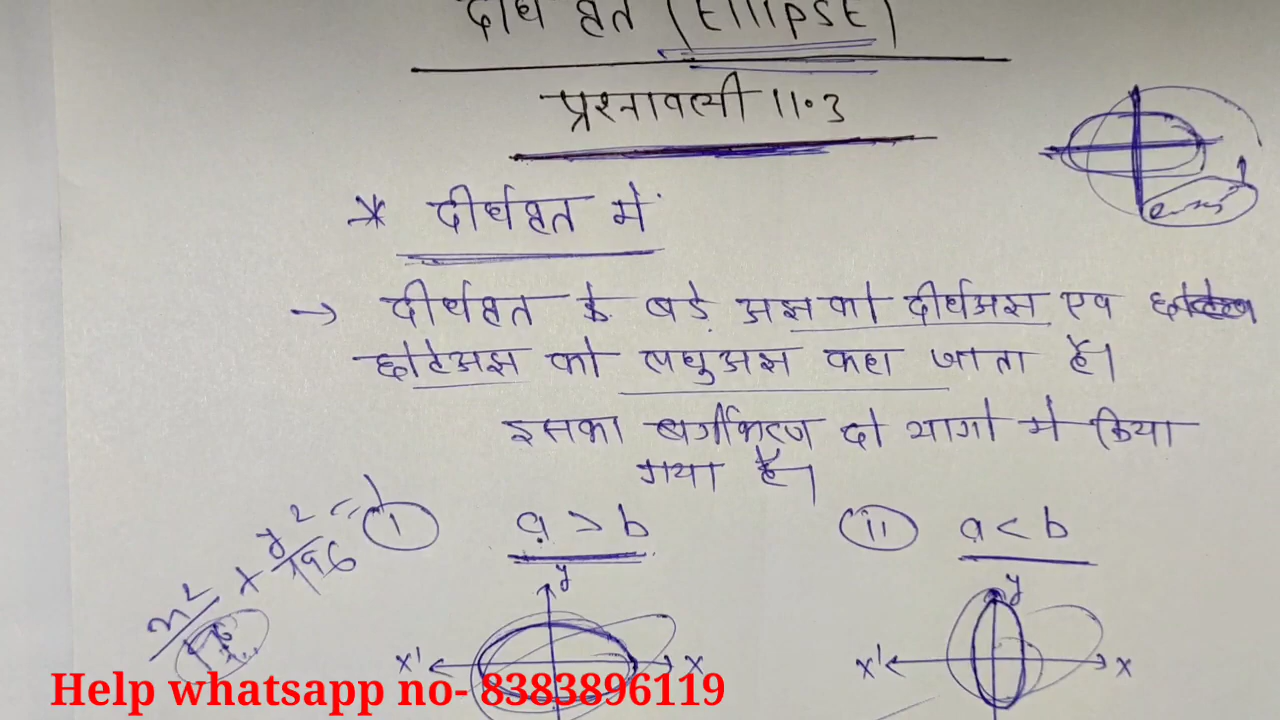 दीर्घ वृत (Ellipse)
प्रश्नावली 11.3
* दीर्घवृत में
→ दीर्घवृत के बड़े अक्ष को दीर्घअक्ष एव
छोटेअक्ष को लघुअक्ष कहा जाता है।
इसका वर्गीकरण दो भागो मे किया
गया है।
(i) a > b (ii) a < b
y y
x' x x' x
Help whatsapp no- 8383896119